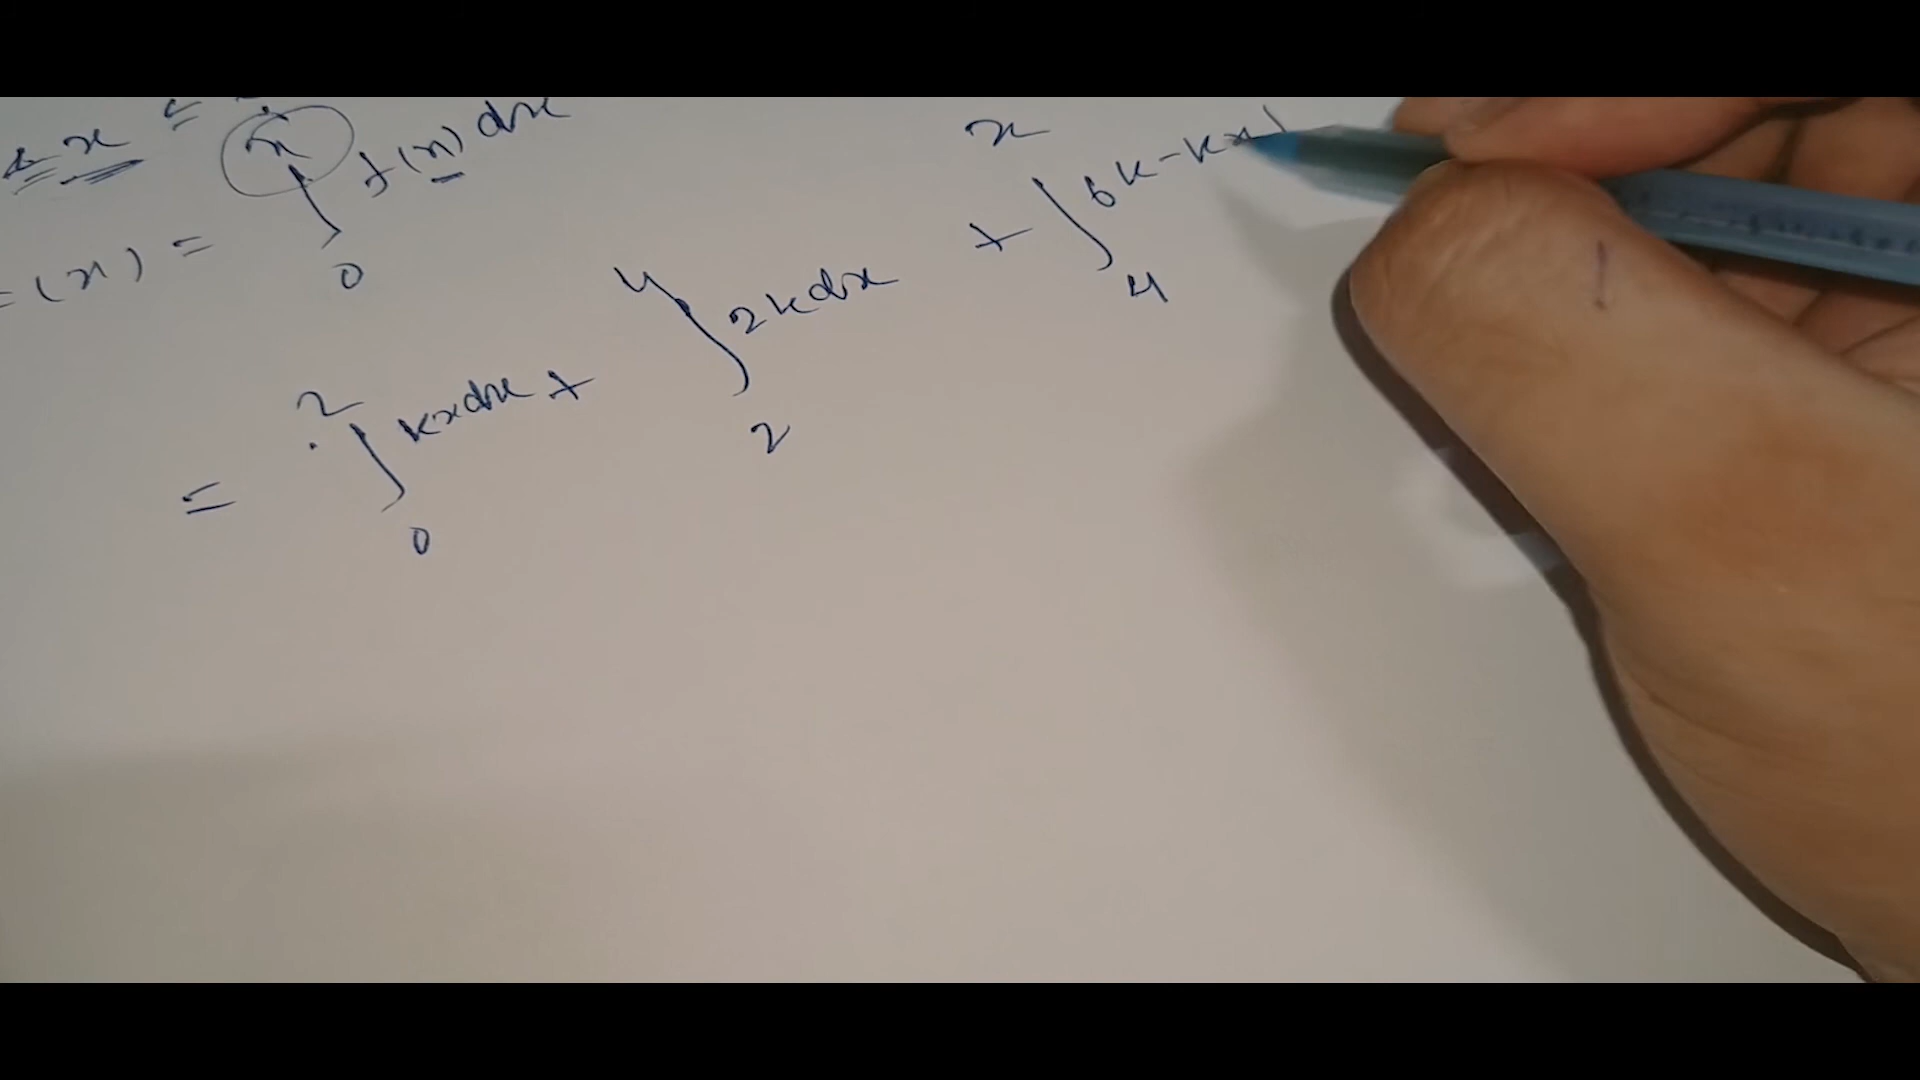 ≤ x ≤
F(x) = ∫₀ˣ f(x) dx
= ∫₀² kx dx + ∫₂⁴ 2k dx + ∫₄ˣ 6k - kx)